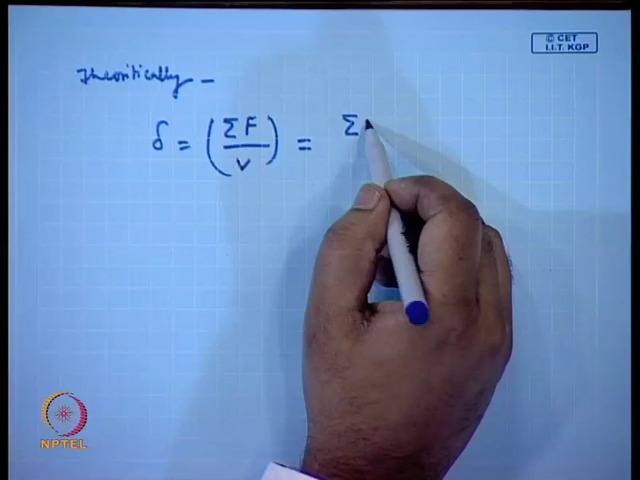 © CET
I.I.T. KGP
Theoritically –
δ = (ΣF / V) = Σ
NPTEL